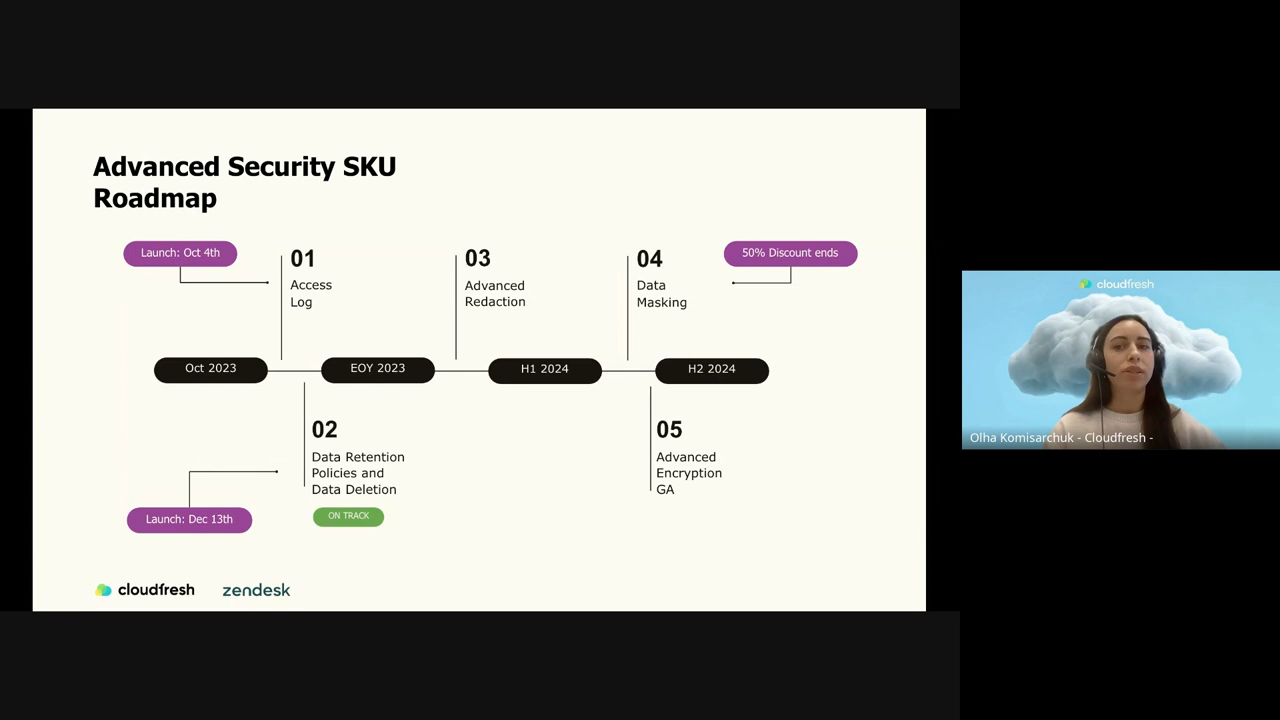 Advanced Security SKU
Roadmap
Launch: Oct 4th
01
Access
Log
03
Advanced
Redaction
04
Data
Masking
50% Discount ends
Oct 2023
EOY 2023
H1 2024
H2 2024
02
Data Retention
Policies and
Data Deletion
ON TRACK
Launch: Dec 13th
05
Advanced
Encryption
GA
cloudfresh
zendesk
cloudfresh
Olha Komisarchuk - Cloudfresh -